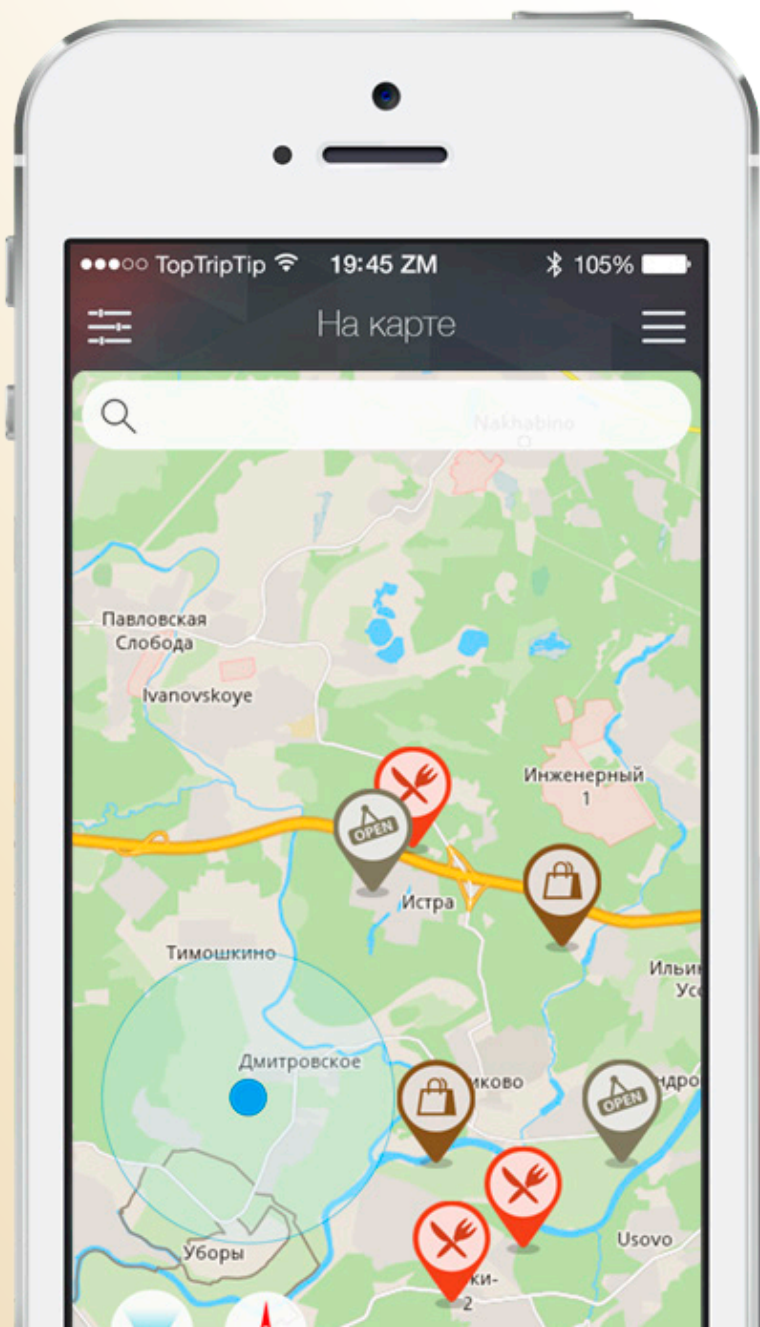 TopTripTip 19:45 ZM 105%
На карте
Nakhabino
Павловская
Слобода
Ivanovskoye
Инженерный
1
OPEN
Истра
Тимошкино
Дмитровское
OPEN
Уборы
Usovo
2